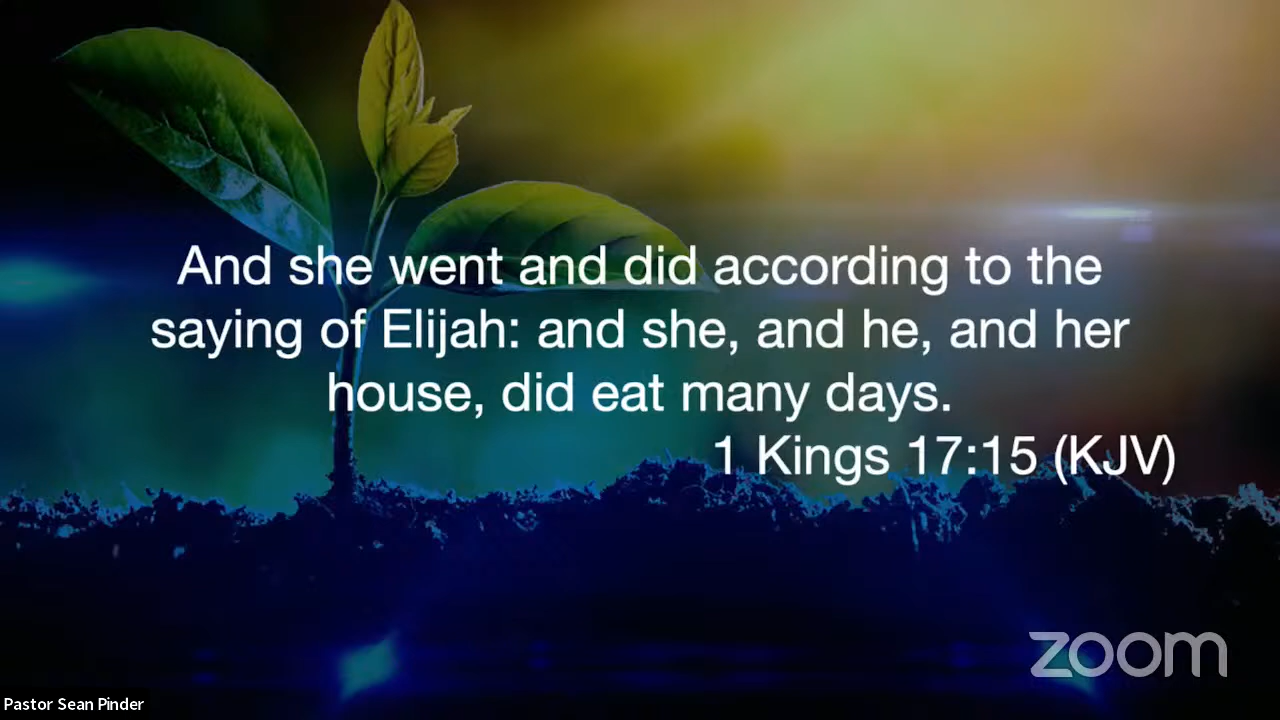 And she went and did according to the
saying of Elijah: and she, and he, and her
house, did eat many days.
1 Kings 17:15 (KJV)
zoom
Pastor Sean Pinder